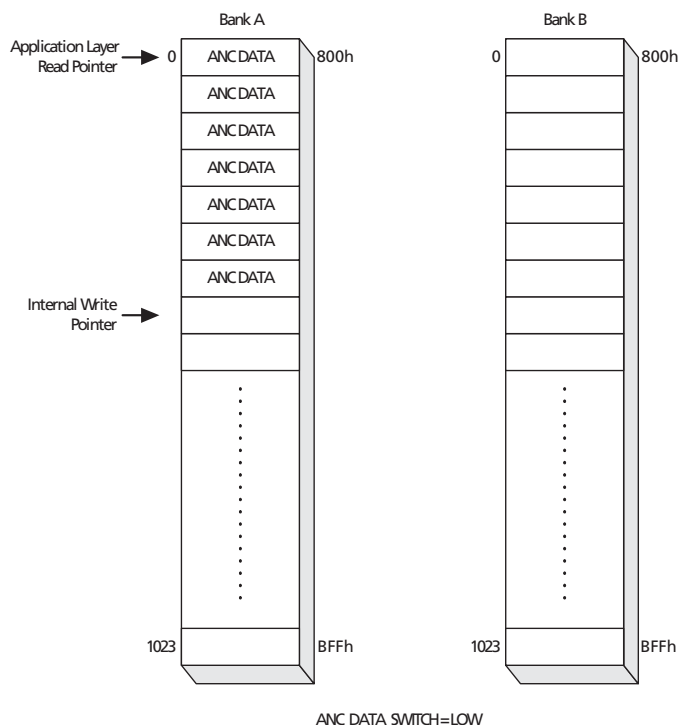 Bank A
Bank B
Application Layer
Read Pointer
0
ANC DATA
800h
0
800h
ANC DATA
ANC DATA
ANC DATA
ANC DATA
ANC DATA
ANC DATA
Internal Write
Pointer
1023
BFFh
1023
BFFh
ANC DATA SWITCH = LOW